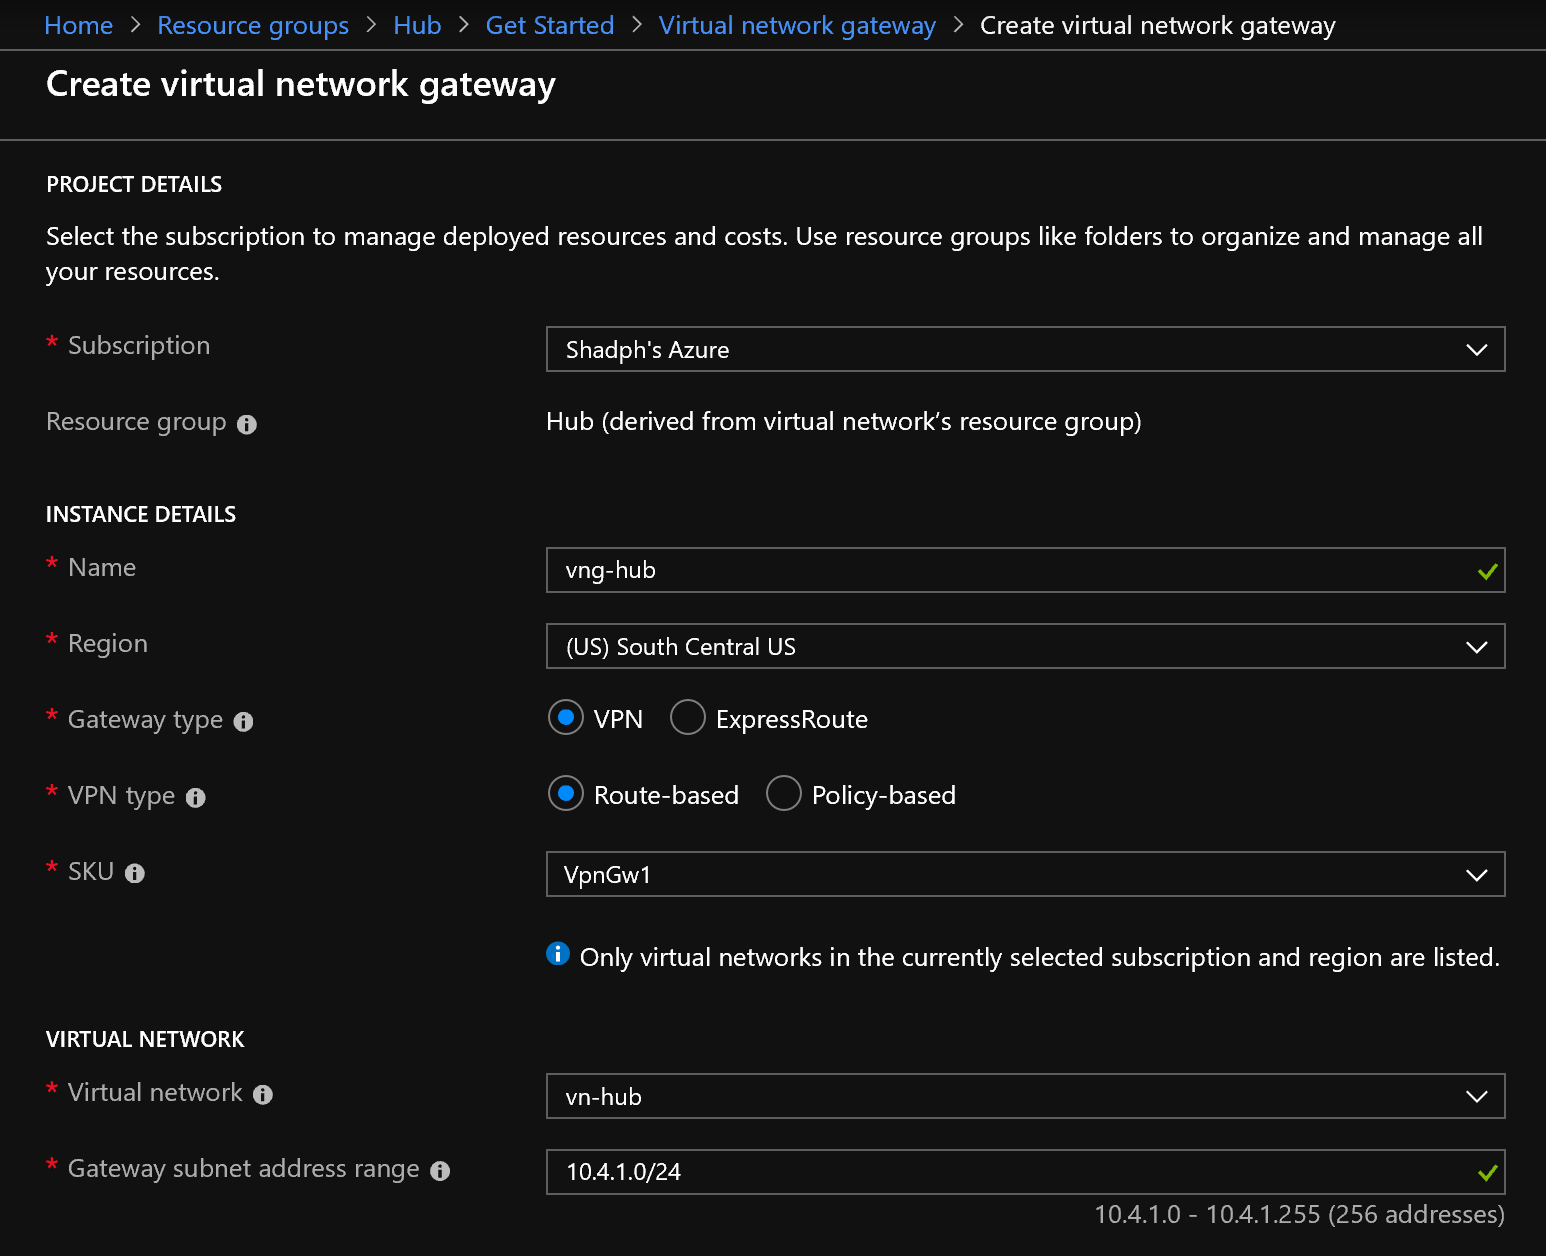 Home > Resource groups > Hub > Get Started > Virtual network gateway > Create virtual network gateway
Create virtual network gateway
PROJECT DETAILS
Select the subscription to manage deployed resources and costs. Use resource groups like folders to organize and manage all
your resources.
* Subscription
Shadph's Azure
Resource group
Hub (derived from virtual network’s resource group)
INSTANCE DETAILS
* Name
vng-hub
* Region
(US) South Central US
* Gateway type
VPN ExpressRoute
* VPN type
Route-based Policy-based
* SKU
VpnGw1
Only virtual networks in the currently selected subscription and region are listed.
VIRTUAL NETWORK
* Virtual network
vn-hub
* Gateway subnet address range
10.4.1.0/24
10.4.1.0 - 10.4.1.255 (256 addresses)